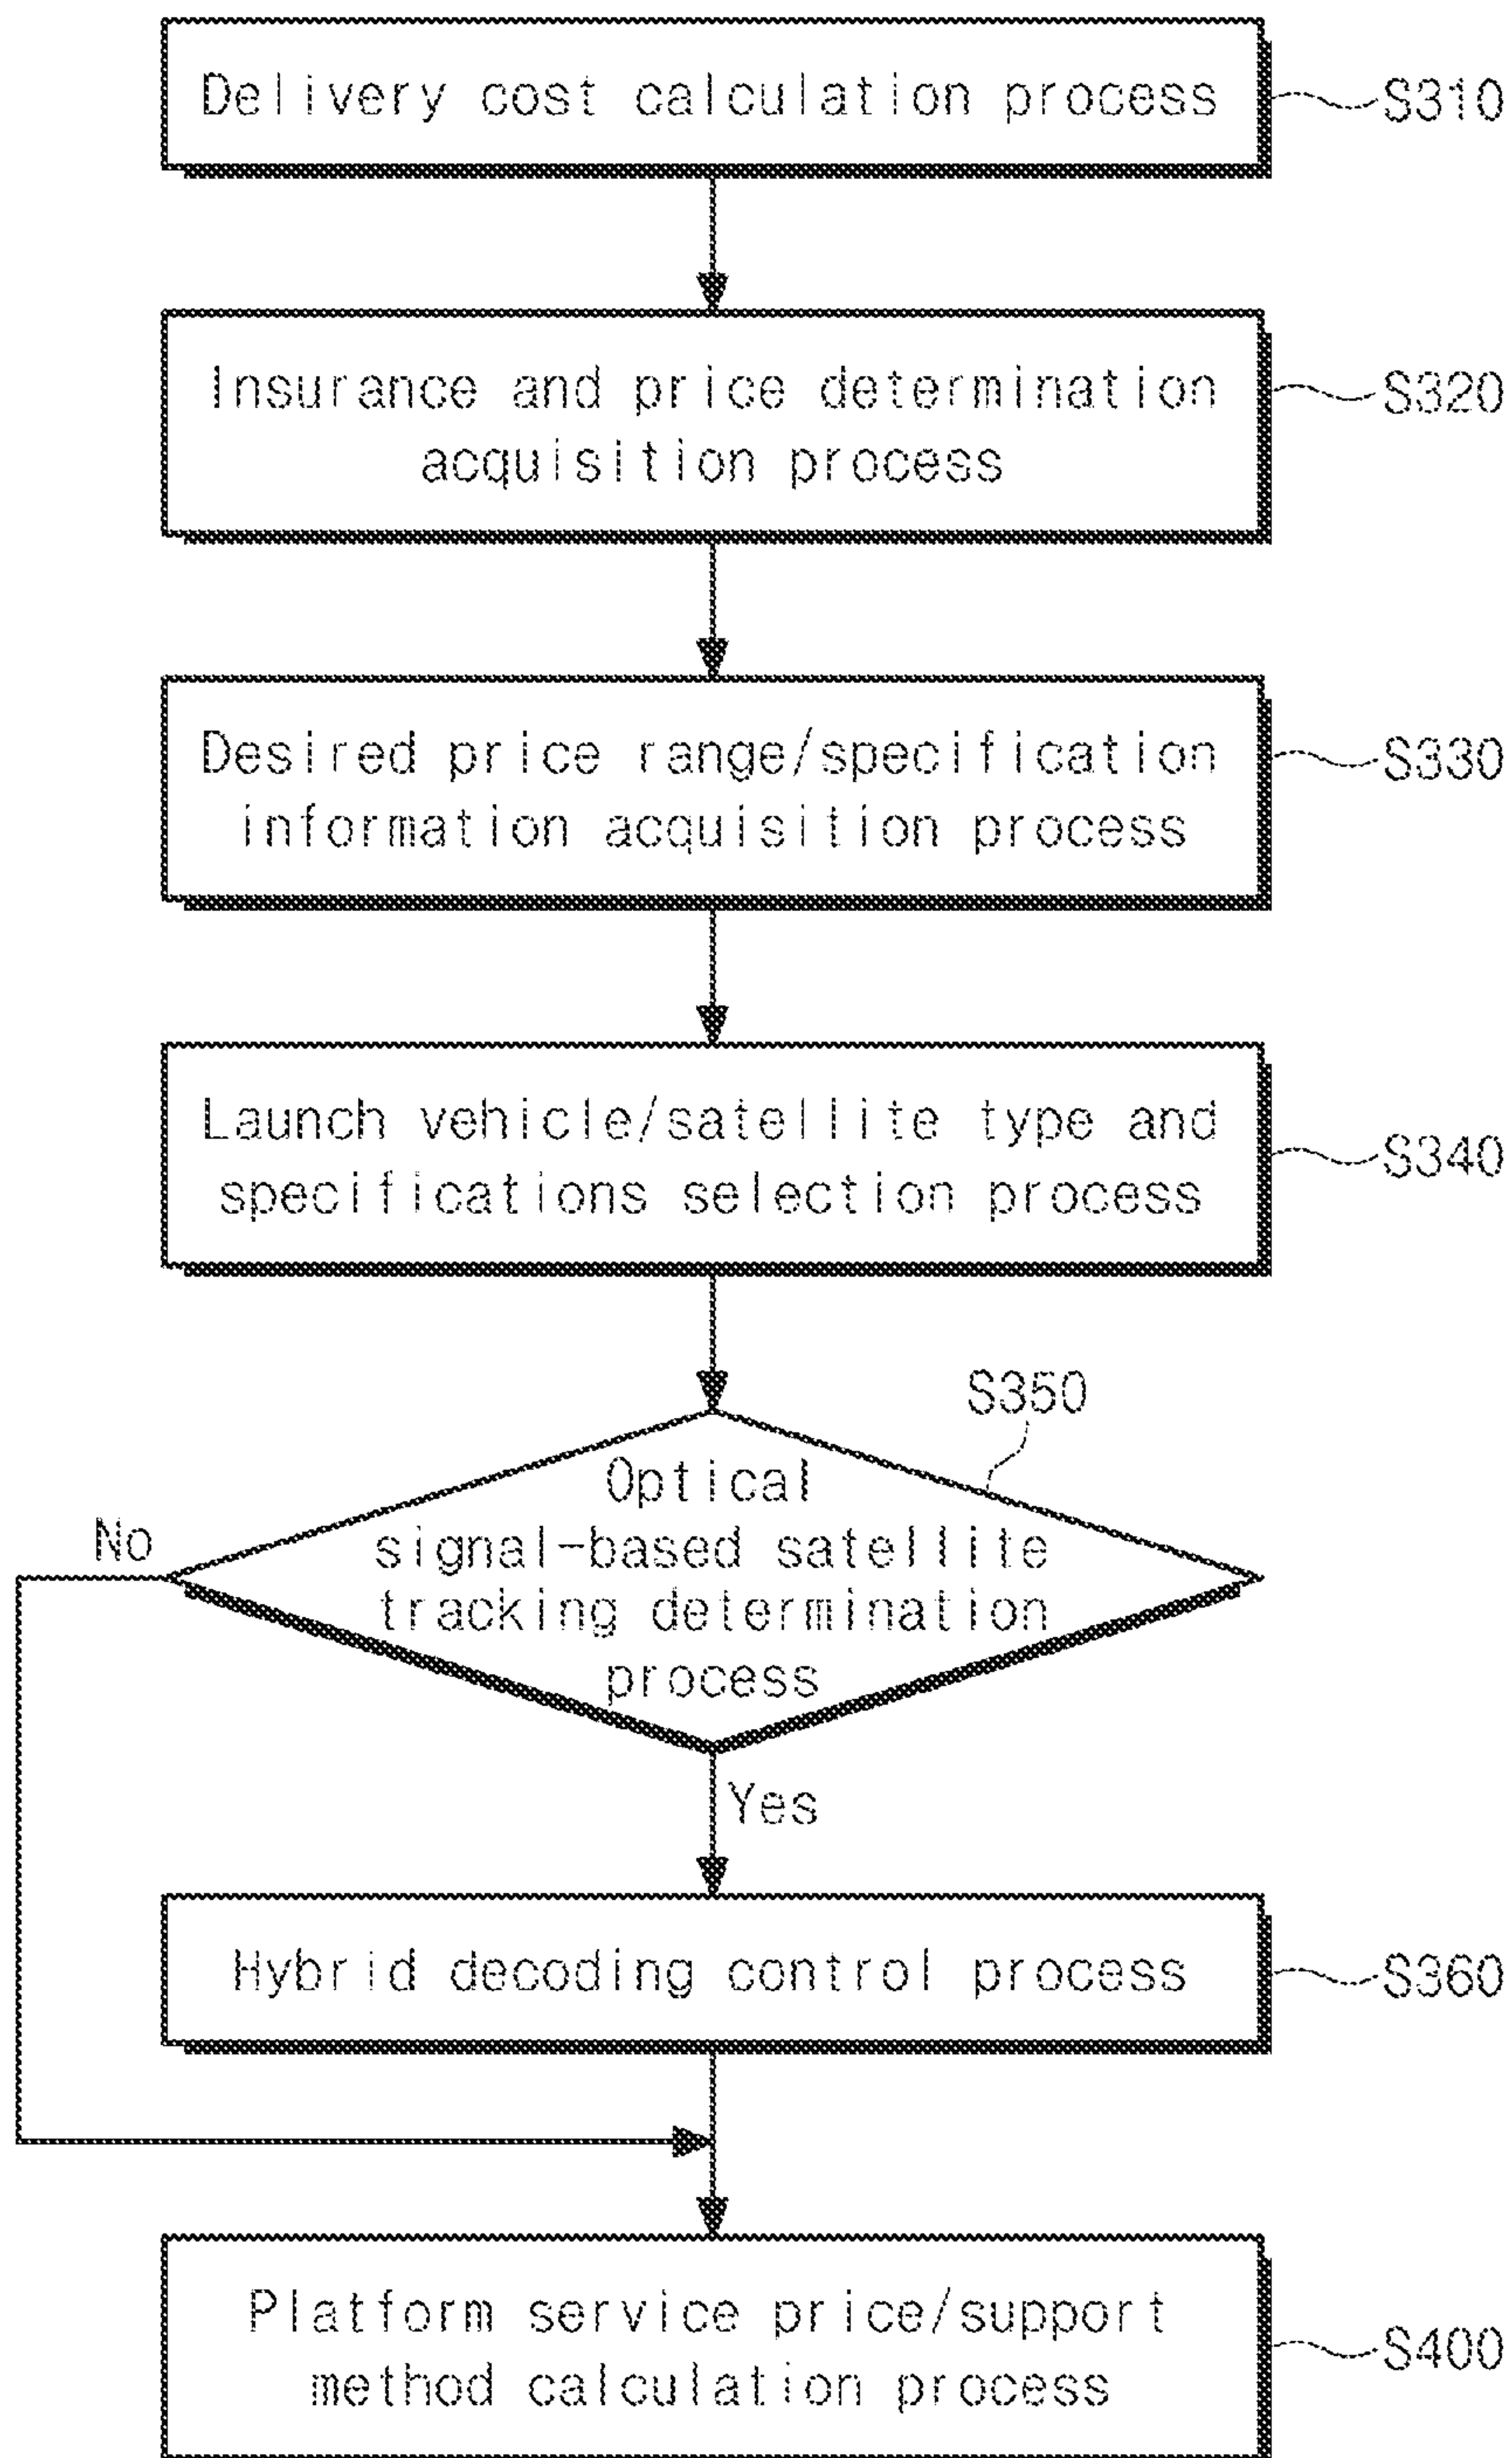 Delivery cost calculation process
S310
Insurance and price determination
acquisition process
S320
Desired price range/specification
information acquisition process
S330
Launch vehicle/satellite type and
specifications selection process
S340
S350
Optical
signal-based satellite
tracking determination
process
No
Yes
Hybrid decoding control process
S360
Platform service price/support
method calculation process
S400